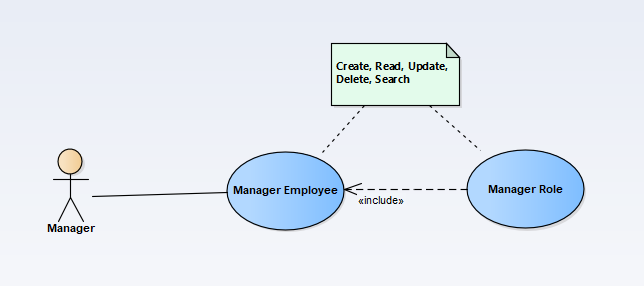 Create, Read, Update,
Delete, Search
Manager Employee
Manager Role
«include»
Manager